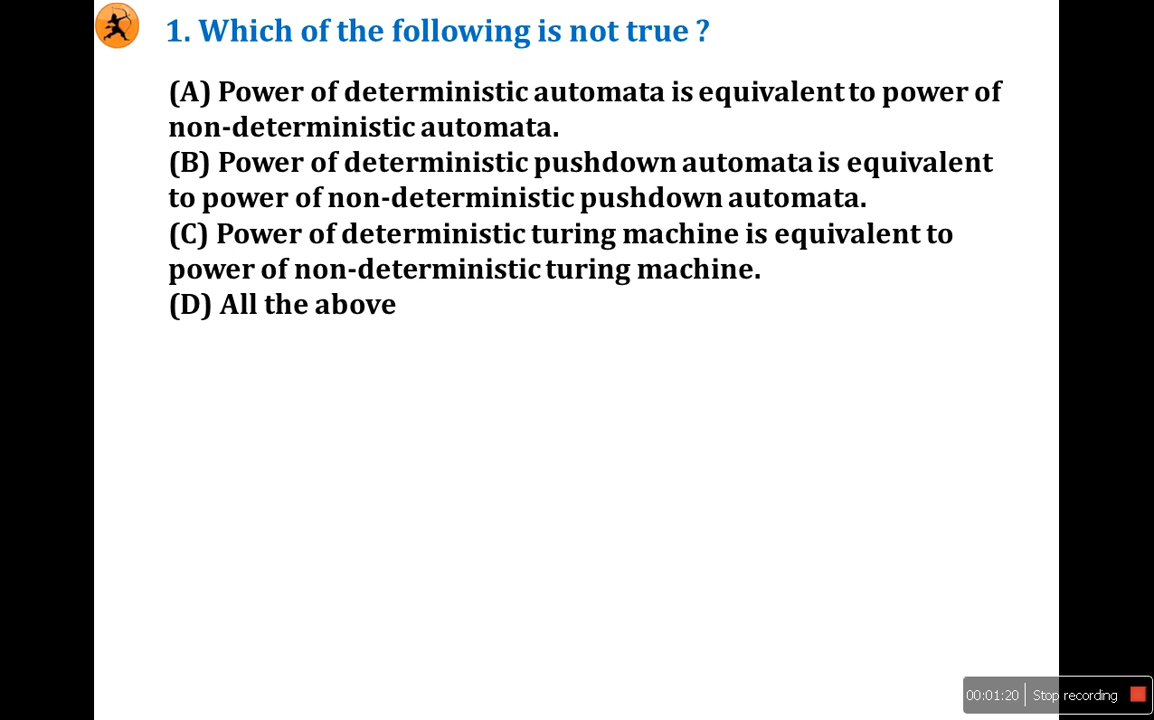 1. Which of the following is not true ?
(A) Power of deterministic automata is equivalent to power of
non-deterministic automata.
(B) Power of deterministic pushdown automata is equivalent
to power of non-deterministic pushdown automata.
(C) Power of deterministic turing machine is equivalent to
power of non-deterministic turing machine.
(D) All the above
00:01:20 Stop recording